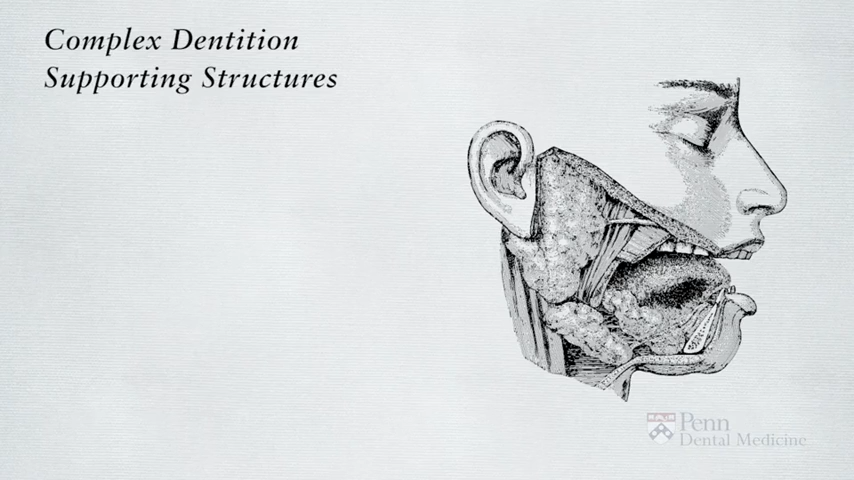 Complex Dentition
Supporting Structures
Penn
Dental Medicine